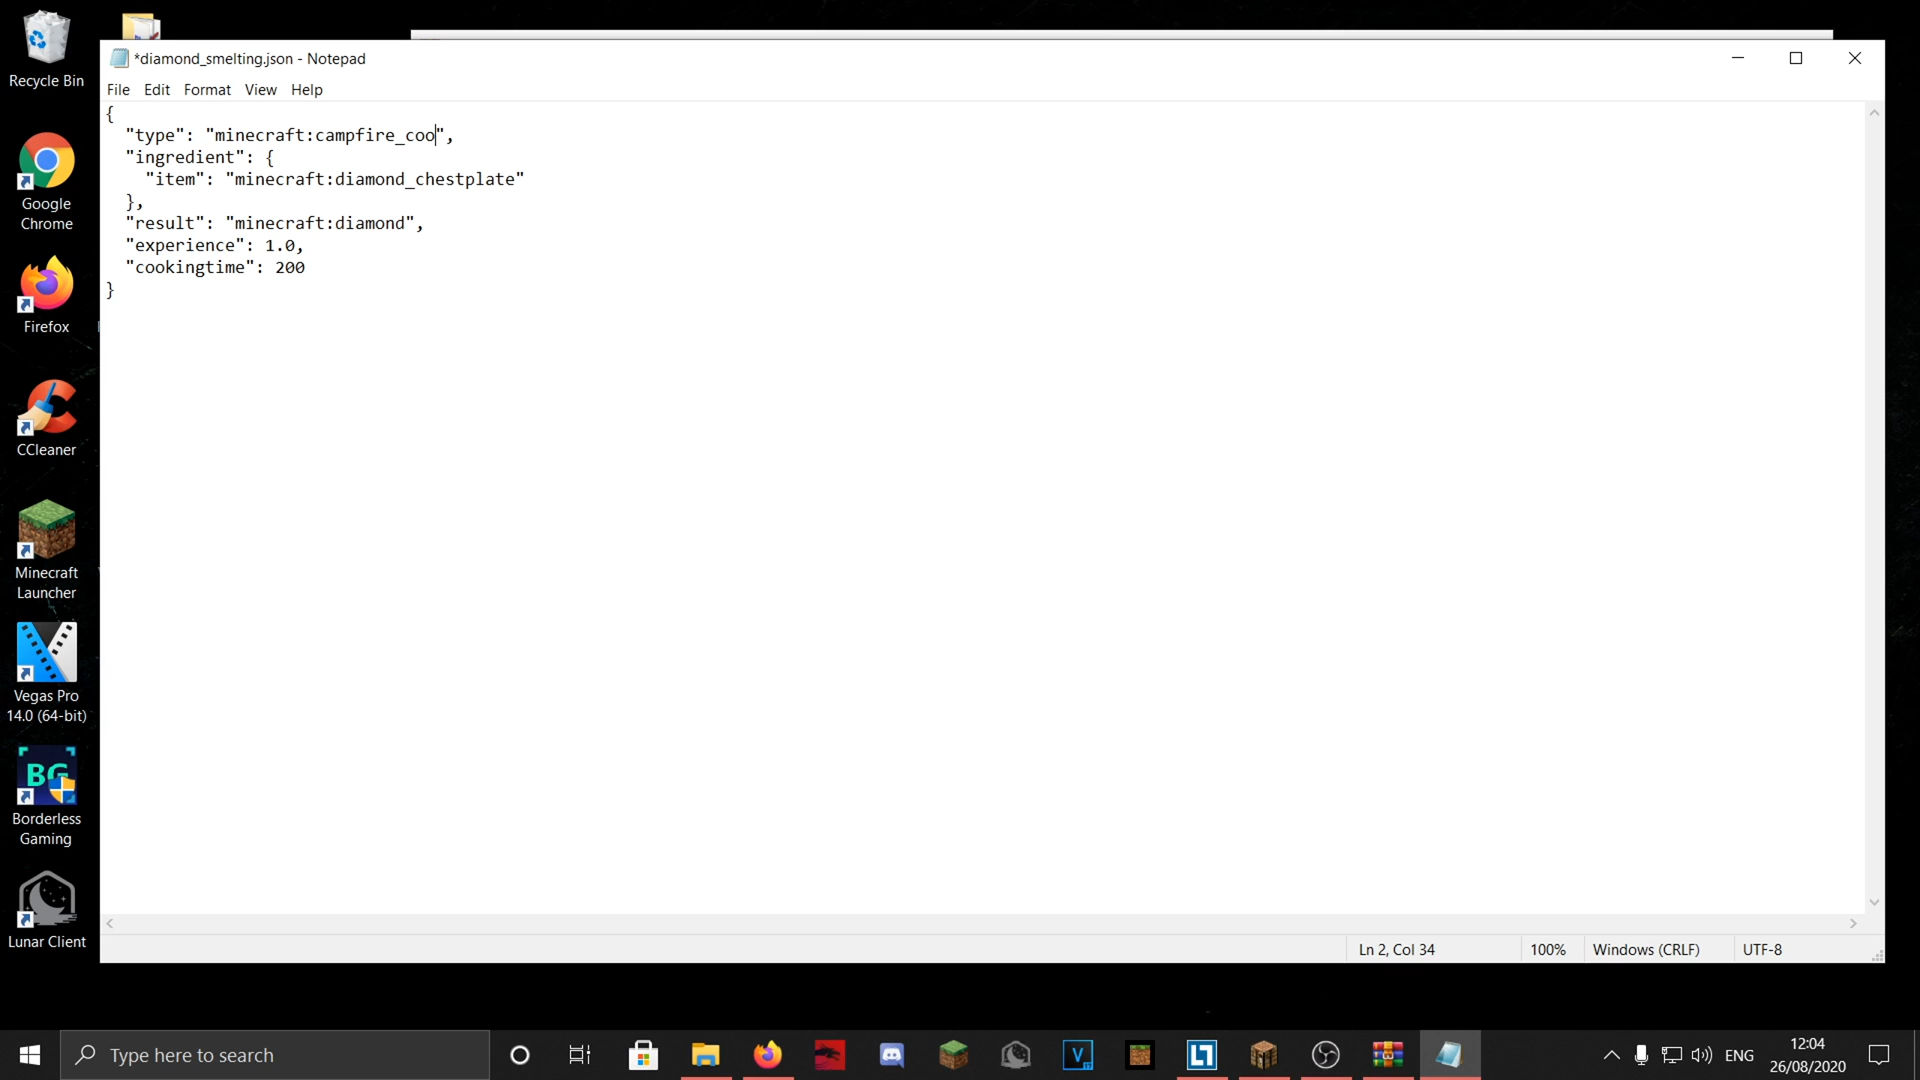 Recycle Bin
Google
Chrome
Firefox
CCleaner
Minecraft
Launcher
Vegas Pro
14.0 (64-bit)
BG
Borderless
Gaming
Lunar Client
*diamond_smelting.json - Notepad
File Edit Format View Help
{
"type": "minecraft:campfire_coo",
"ingredient": {
"item": "minecraft:diamond_chestplate"
},
"result": "minecraft:diamond",
"experience": 1.0,
"cookingtime": 200
}
Ln 2, Col 34 100% Windows (CRLF) UTF-8
Type here to search
ENG
12:04
26/08/2020